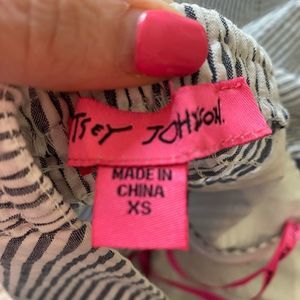 TSEY JOHNSON.
MADE IN
CHINA
XS